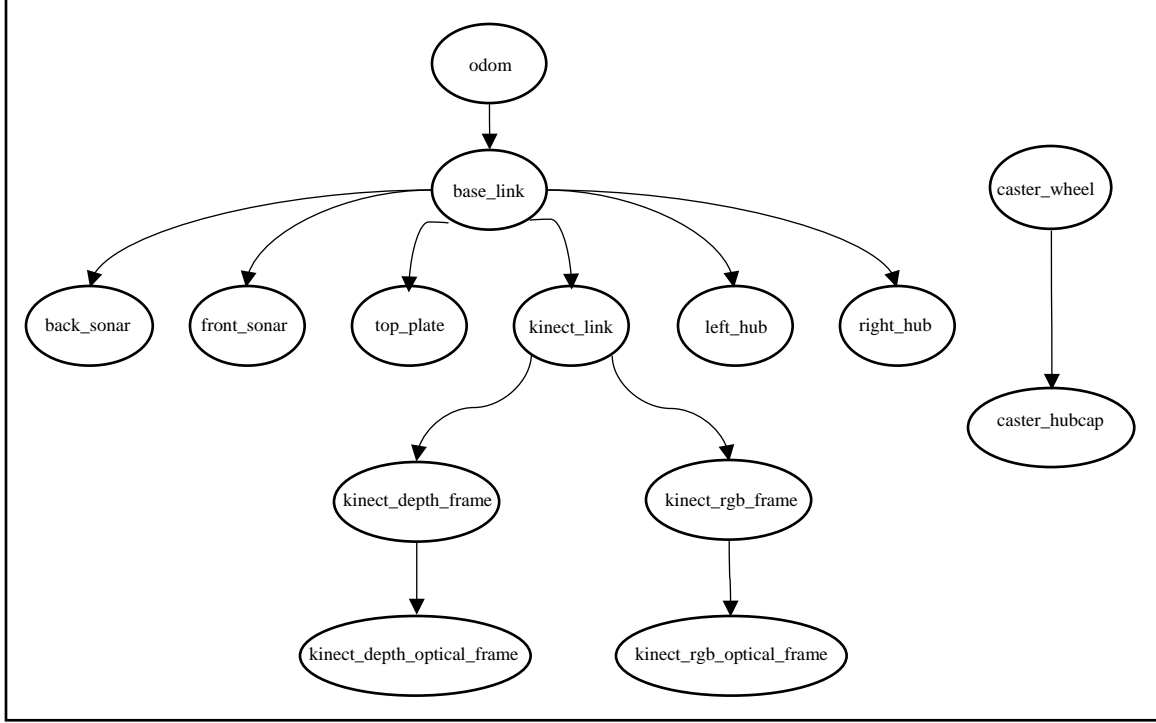 odom
base_link
caster_wheel
back_sonar
front_sonar
top_plate
kinect_link
left_hub
right_hub
caster_hubcap
kinect_depth_frame
kinect_rgb_frame
kinect_depth_optical_frame
kinect_rgb_optical_frame